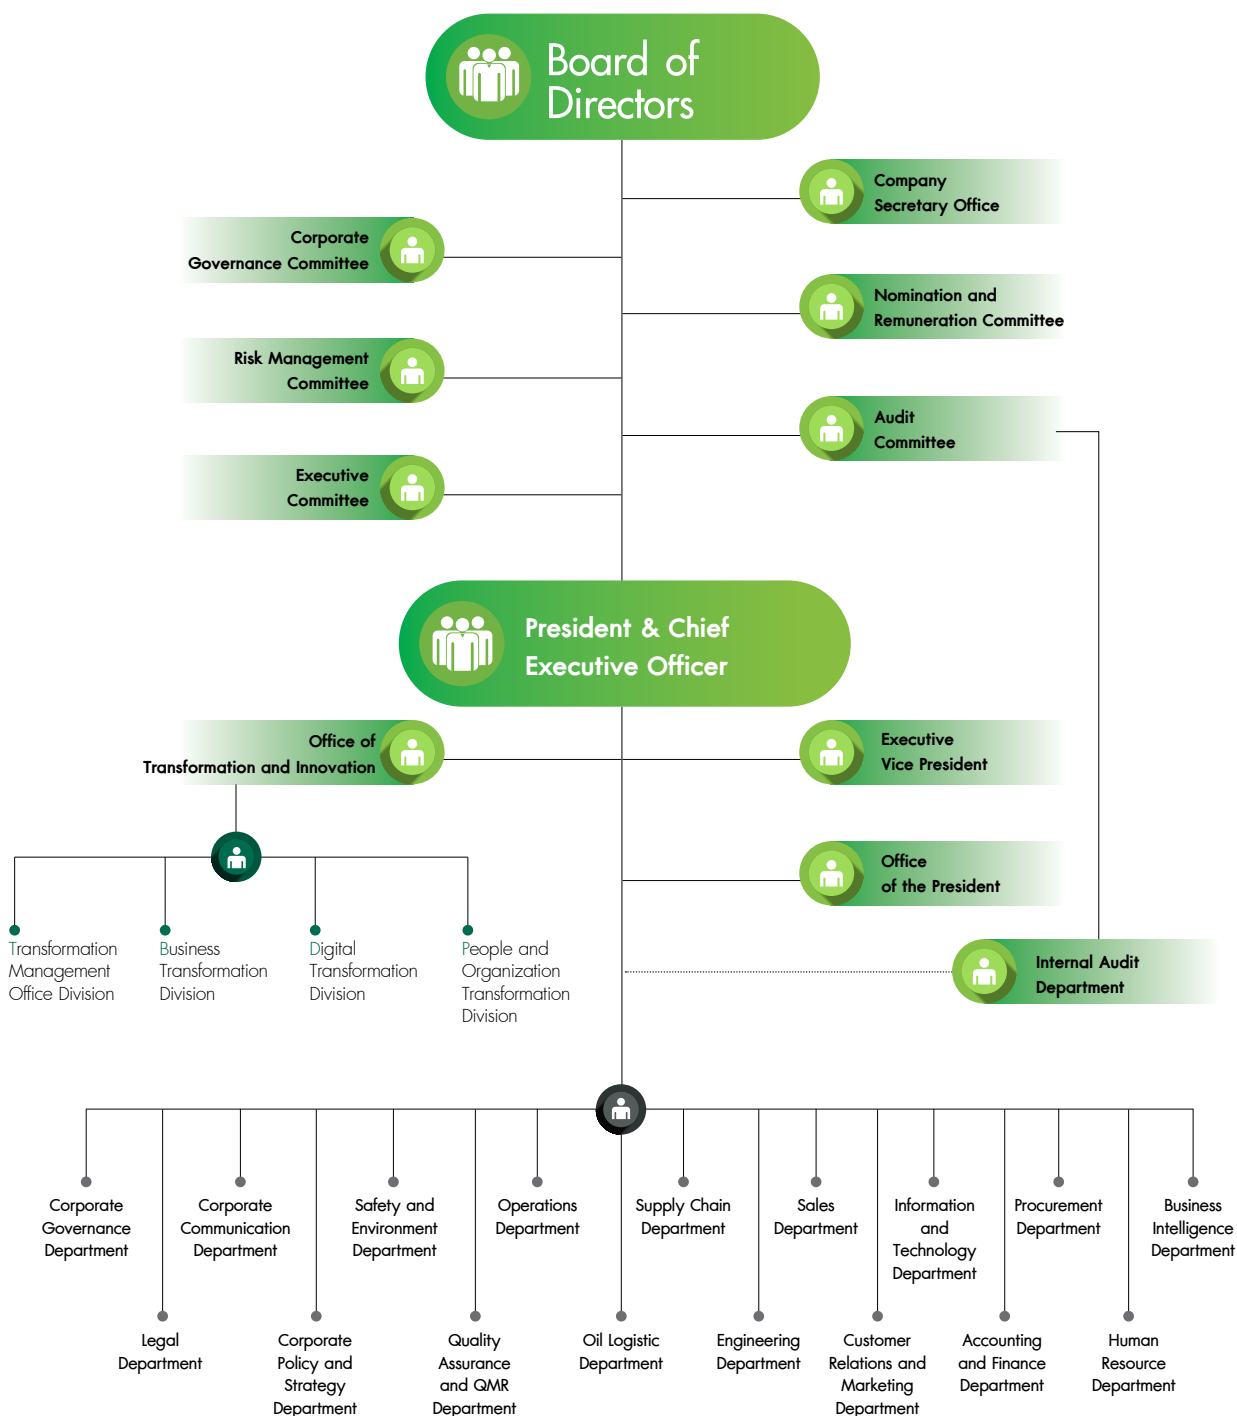 Board of
Directors
Company
Secretary Office
Corporate
Governance Committee
Nomination and
Remuneration Committee
Risk Management
Committee
Audit
Committee
Executive
Committee
President & Chief
Executive Officer
Office of
Transformation and Innovation
Executive
Vice President
Office
of the President
Transformation
Management
Office Division
Business
Transformation
Division
Digital
Transformation
Division
People and
Organization
Transformation
Division
Internal Audit
Department
Corporate
Governance
Department
Corporate
Communication
Department
Safety and
Environment
Department
Operations
Department
Supply Chain
Department
Sales
Department
Information
and
Technology
Department
Procurement
Department
Business
Intelligence
Department
Legal
Department
Corporate
Policy and
Strategy
Department
Quality
Assurance
and QMR
Department
Oil Logistic
Department
Engineering
Department
Customer
Relations and
Marketing
Department
Accounting
and Finance
Department
Human
Resource
Department